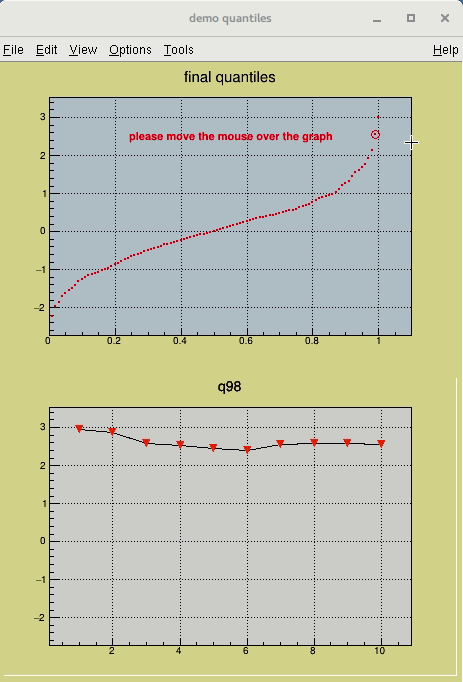 demo quantiles
File Edit View Options Tools Help
final quantiles
please move the mouse over the graph
3
2
1
0
−1
−2
0 0.2 0.4 0.6 0.8 1
q98
3
2
1
0
−1
−2
2 4 6 8 10